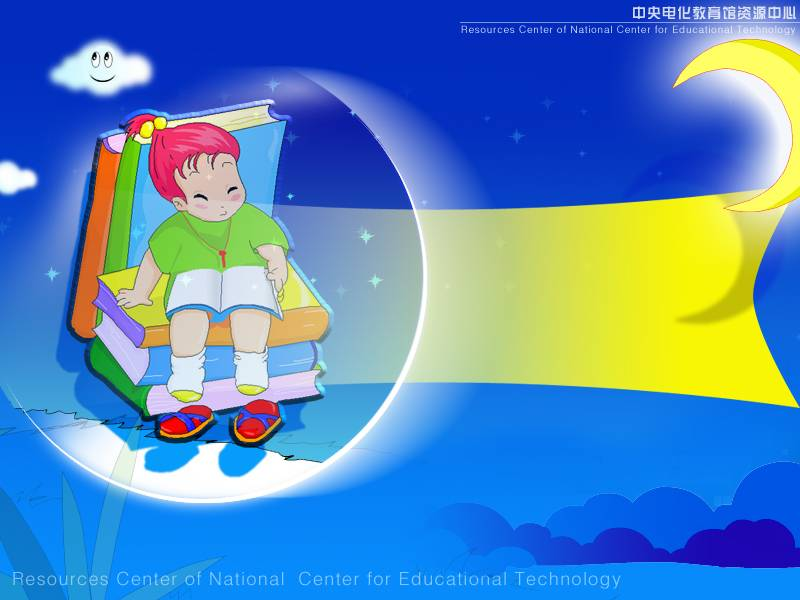 中央电化教育馆资源中心
Resources Center of National Center for Educational Technology
Resources Center of National Center for Educational Technology